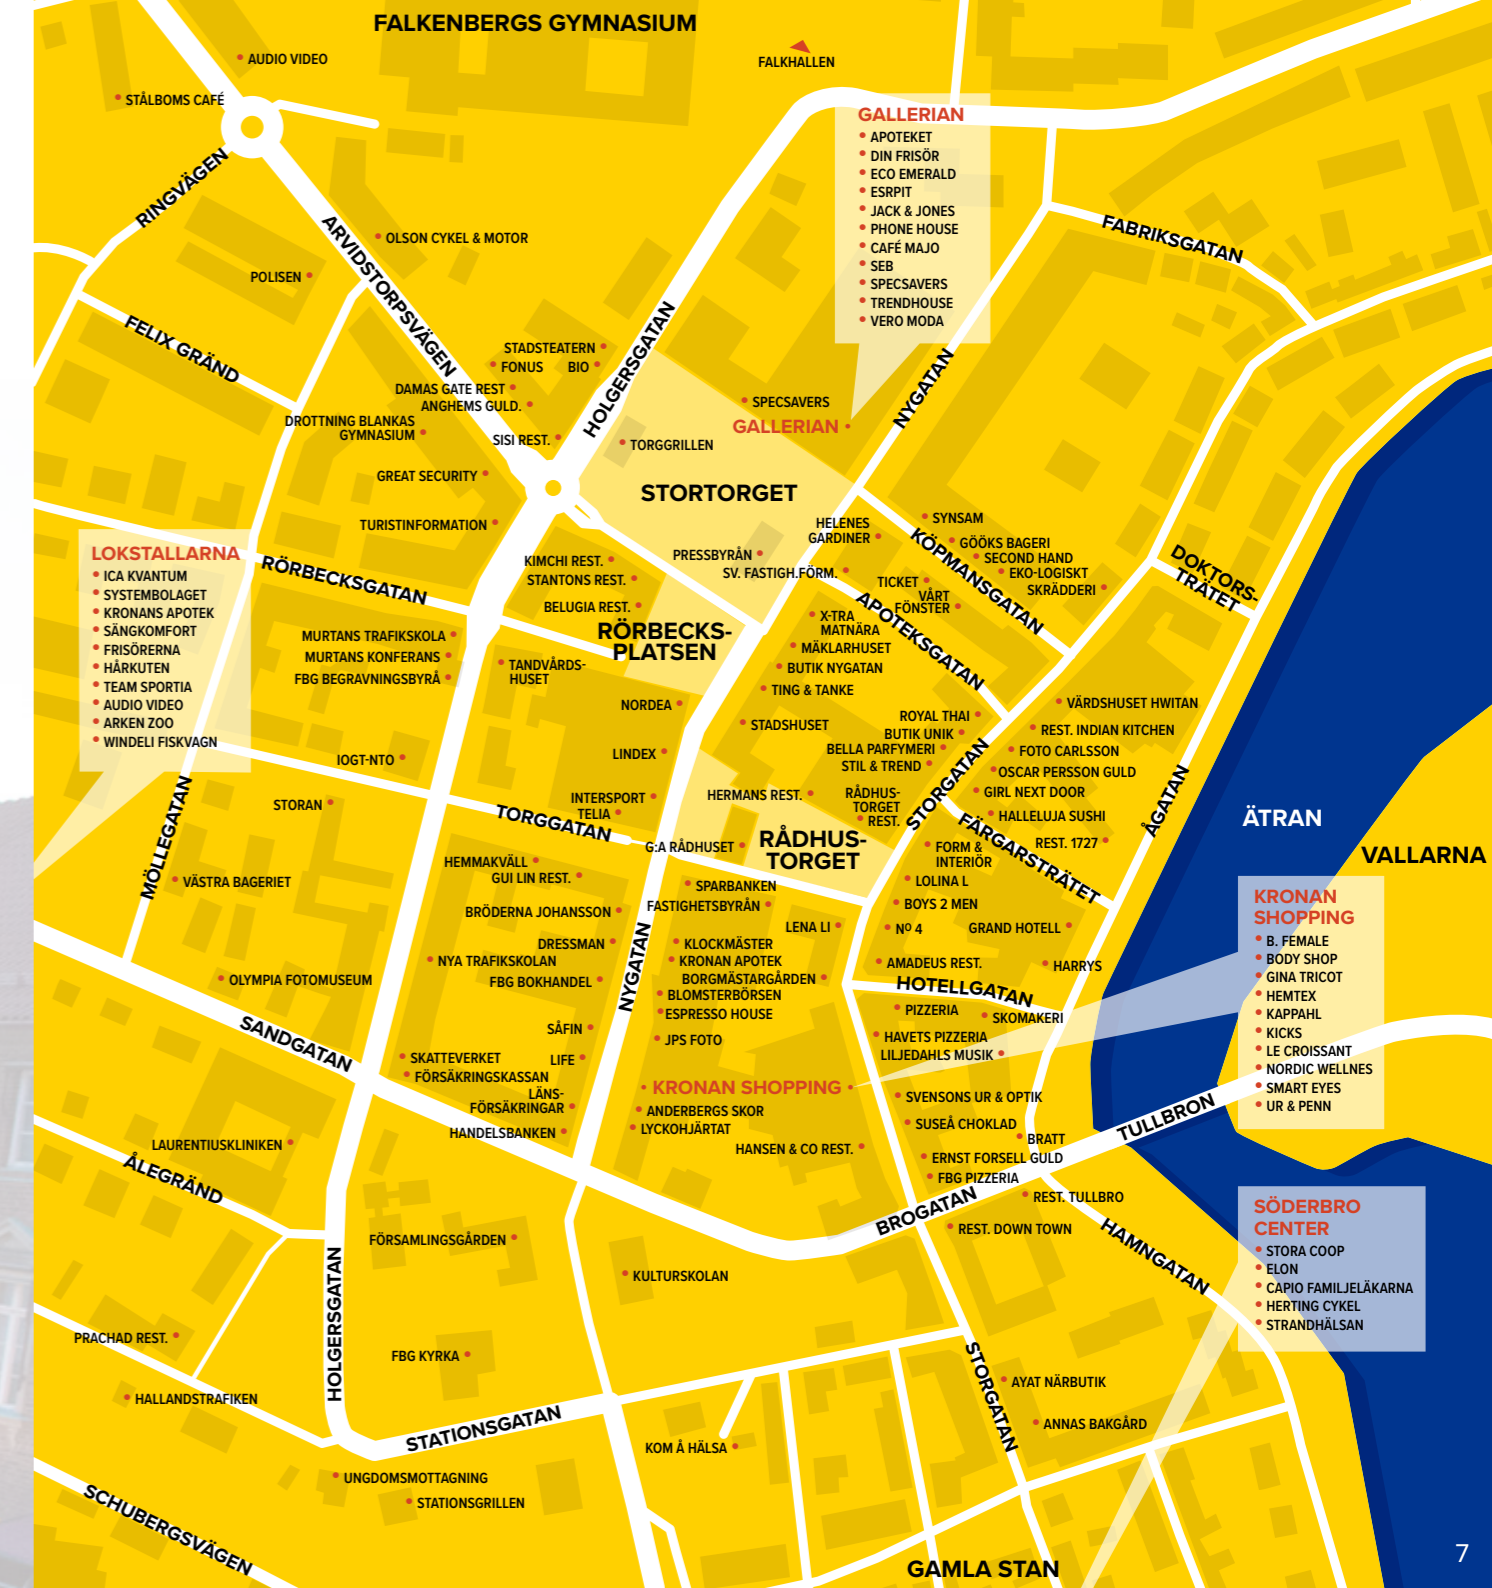 FALKENBERGS GYMNASIUM
AUDIO VIDEO
FALKHALLEN
STÅLBOMS CAFÉ
GALLERIAN
APOTEKET
DIN FRISÖR
ECO EMERALD
ESRPIT
JACK & JONES
PHONE HOUSE
CAFÉ MAJO
SEB
SPECSAVERS
TRENDHOUSE
VERO MODA
RINGVÄGEN
ARVIDSTORPSVÄGEN
OLSON CYKEL & MOTOR
POLISEN
FABRIKSGATAN
FELIX GRÄND
HOLGERSGATAN
NYGATAN
STADSTEATERN
FONUS
BIO
DAMAS GATE REST
ANGHEMS GULD.
DROTTNING BLANKAS
GYMNASIUM
SISI REST.
SPECSAVERS
GALLERIAN
TORGGRILLEN
GREAT SECURITY
STORTORGET
TURISTINFORMATION
HELENES
GARDINER
SYNSAM
GÖÖKS BAGERI
SECOND HAND
EKO-LOGISKT
SKRÄDDERI
KÖPMANSGATAN
DOKTORS-
TRÄTET
LOKSTALLARNA
ICA KVANTUM
SYSTEMBOLAGET
KRONANS APOTEK
SÄNGKOMFORT
FRISÖRERNA
HÅRKUTEN
TEAM SPORTIA
AUDIO VIDEO
ARKEN ZOO
WINDELI FISKVAGN
RÖRBECKSGATAN
KIMCHI REST.
STANTONS REST.
BELUGIA REST.
PRESSBYRÅN
SV. FASTIGH.FÖRM.
TICKET
VÅRT
FÖNSTER
APOTEKSGATAN
RÖRBECKS-
PLATSEN
X-TRA
MATNÄRA
MÄKLARHUSET
BUTIK NYGATAN
TING & TANKE
STADSHUSET
MURTANS TRAFIKSKOLA
MURTANS KONFERANS
FBG BEGRAVNINGSBYRÅ
TANDVÅRDS-
HUSET
NORDEA
LINDEX
ROYAL THAI
BUTIK UNIK
BELLA PARFYMERI
STIL & TREND
STORGATAN
VÄRDSHUSET HWITAN
REST. INDIAN KITCHEN
FOTO CARLSSON
OSCAR PERSSON GULD
GIRL NEXT DOOR
HALLELUJA SUSHI
REST. 1727
ÅGATAN
IOGT-NTO
STORAN
INTERSPORT
TELIA
HERMANS REST.
RÅDHUS-
TORGET
REST.
TORGGATAN
G:A RÅDHUSET
RÅDHUS-
TORGET
FÄRGARSTRÄTET
FORM &
INTERIÖR
LOLINA L
BOYS 2 MEN
Nº 4
GRAND HOTELL
ÄTRAN
VALLARNA
MÖLLEGATAN
VÄSTRA BAGERIET
HEMMAKVÄLL
GUI LIN REST.
BRÖDERNA JOHANSSON
DRESSMAN
NYA TRAFIKSKOLAN
FBG BOKHANDEL
SPARBANKEN
FASTIGHETSBYRÅN
LENA LI
KLOCKMÄSTER
KRONAN APOTEK
BORGMÄSTARGÅRDEN
BLOMSTERBÖRSEN
ESPRESSO HOUSE
JPS FOTO
AMADEUS REST.
HARRYS
HOTELLGATAN
PIZZERIA
SKOMAKERI
HAVETS PIZZERIA
LILJEDAHLS MUSIK
KRONAN
SHOPPING
B. FEMALE
BODY SHOP
GINA TRICOT
HEMTEX
KAPPAHL
KICKS
LE CROISSANT
NORDIC WELLNES
SMART EYES
UR & PENN
OLYMPIA FOTOMUSEUM
SANDGATAN
NYGATAN
SÅFIN
LIFE
SKATTEVERKET
FÖRSÄKRINGSKASSAN
LÄNS-
FÖRSÄKRINGAR
HANDELSBANKEN
KRONAN SHOPPING
ANDERBERGS SKOR
LYCKOHJÄRTAT
HANSEN & CO REST.
SVENSONS UR & OPTIK
SUSEÅ CHOKLAD
BRATT
ERNST FORSELL GULD
FBG PIZZERIA
TULLBRON
LAURENTIUSKLINIKEN
ÅLEGRÄND
BROGATAN
REST. TULLBRO
REST. DOWN TOWN
HAMNGATAN
SÖDERBRO
CENTER
STORA COOP
ELON
CAPIO FAMILJELÄKARNA
HERTING CYKEL
STRANDHÄLSAN
FÖRSAMLINGSGÅRDEN
KULTURSKOLAN
HOLGERSGATAN
PRACHAD REST.
FBG KYRKA
HALLANDSTRAFIKEN
STATIONSGATAN
STORGATAN
AYAT NÄRBUTIK
ANNAS BAKGÅRD
KOM Å HÄLSA
UNGDOMSMOTTAGNING
STATIONSGRILLEN
SCHUBERGSVÄGEN
GAMLA STAN
7